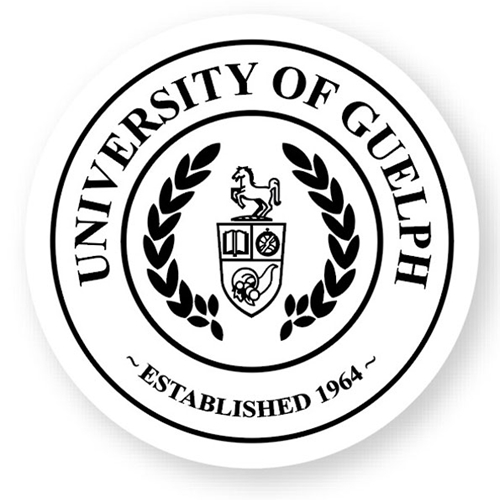 UNIVERSITY OF GUELPH
~ ESTABLISHED 1964 ~